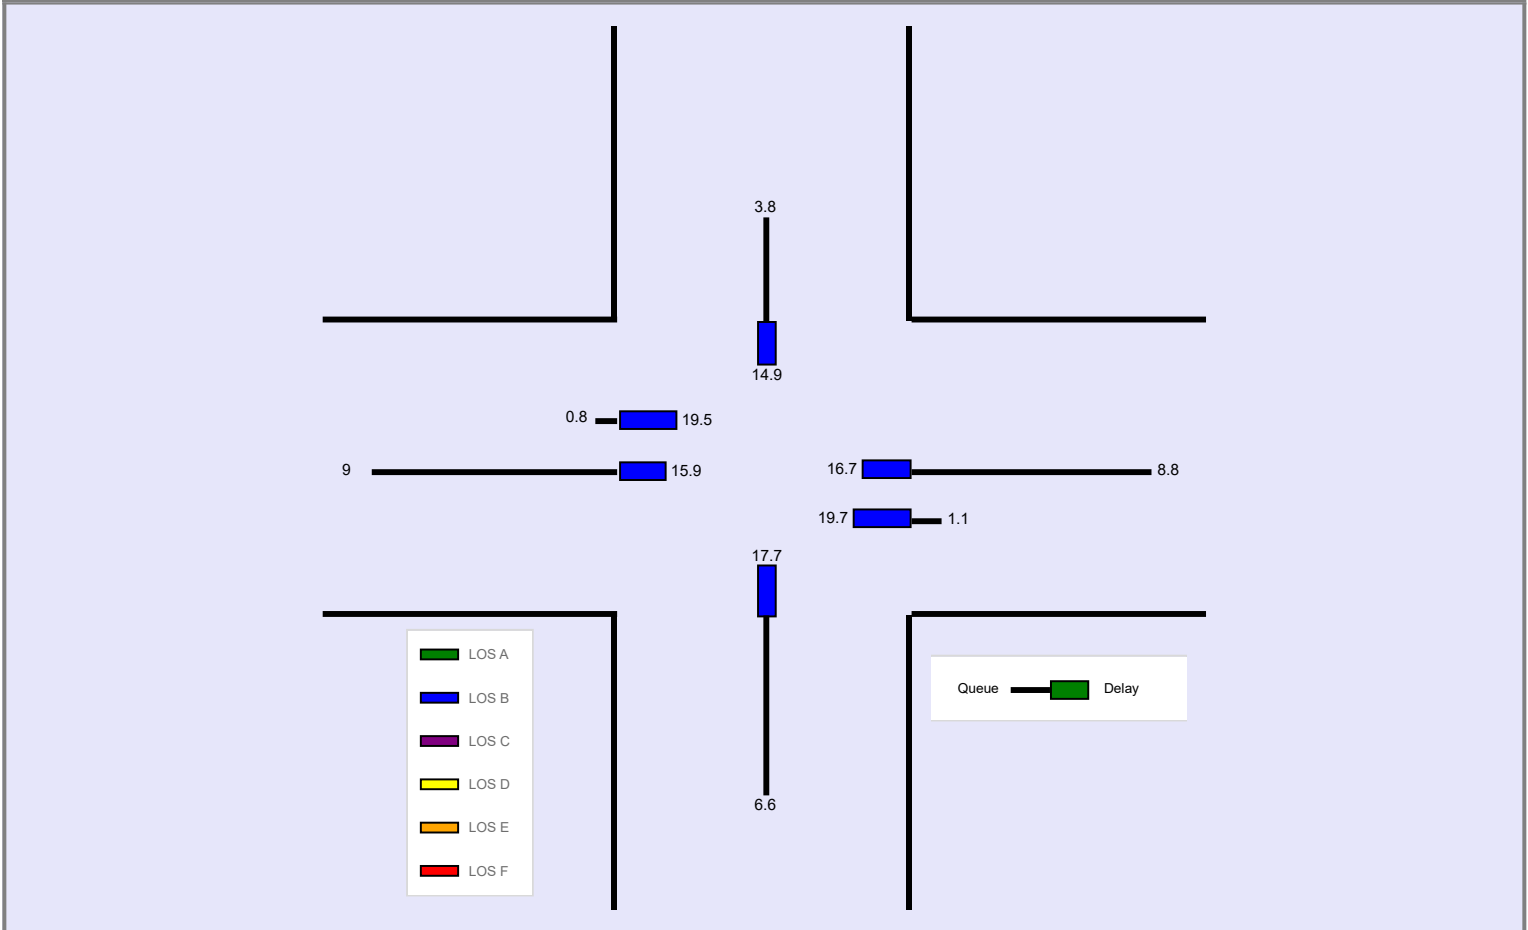 3.8
14.9
0.8 19.5
9 15.9
16.7 8.8
19.7 1.1
17.7
6.6
LOS A
LOS B
LOS C
LOS D
LOS E
LOS F
Queue Delay